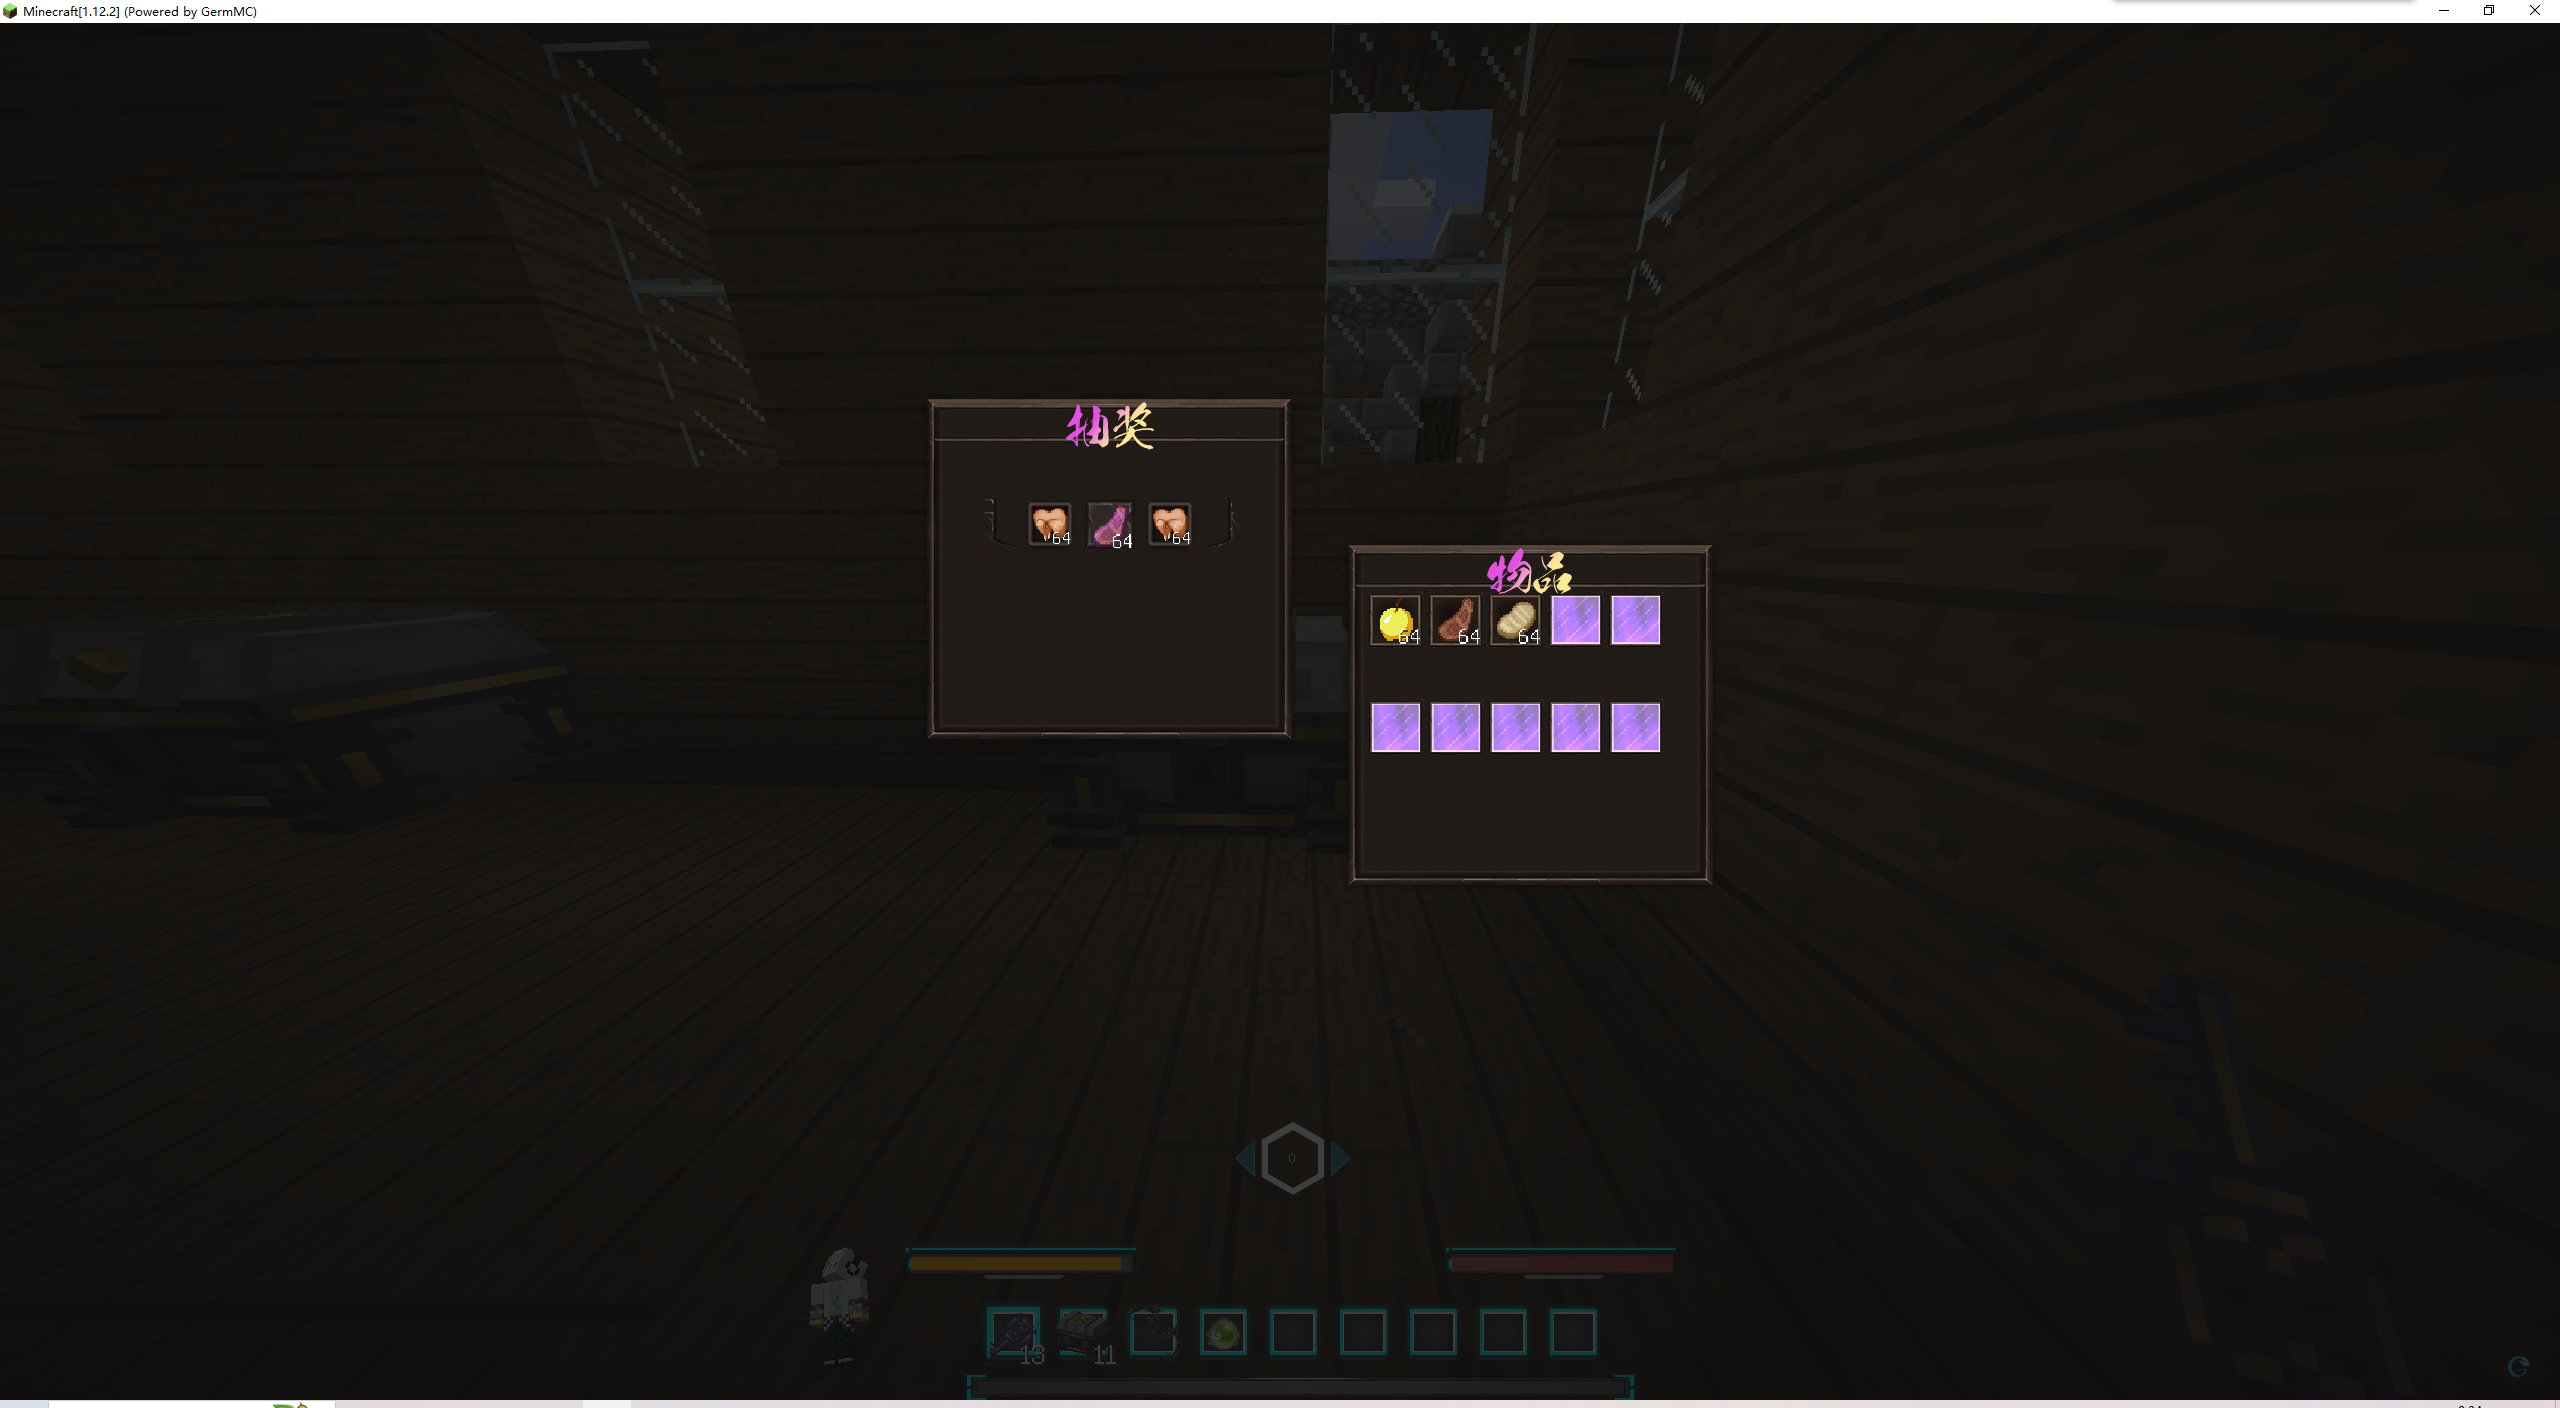 Minecraft[1.12.2] (Powered by GermMC)
抽奖
64 64 64
物品
64 64 64
0
13 11